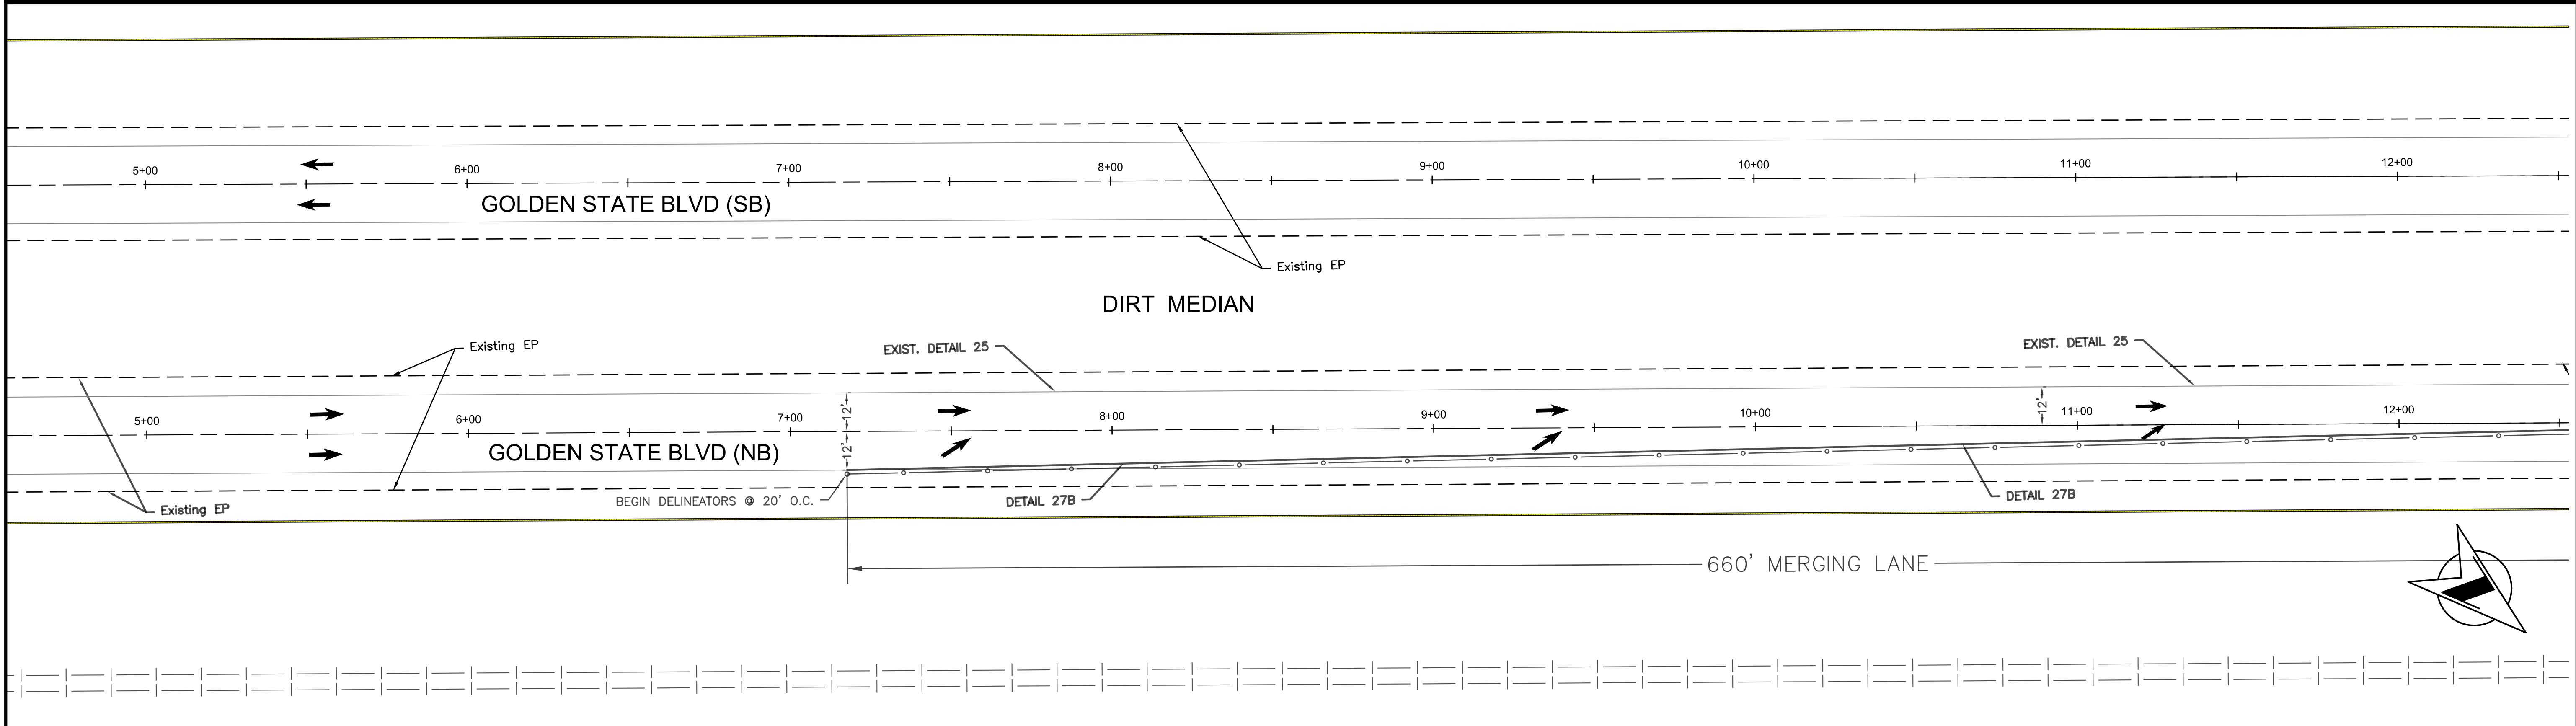 5+00 6+00 7+00 8+00 9+00 10+00 11+00 12+00
GOLDEN STATE BLVD (SB)
Existing EP
DIRT MEDIAN
Existing EP
EXIST. DETAIL 25
EXIST. DETAIL 25
12'
12'
5+00 6+00 7+00 8+00 9+00 10+00 11+00 12+00
12'
GOLDEN STATE BLVD (NB)
BEGIN DELINEATORS @ 20' O.C.
DETAIL 27B
DETAIL 27B
Existing EP
660' MERGING LANE